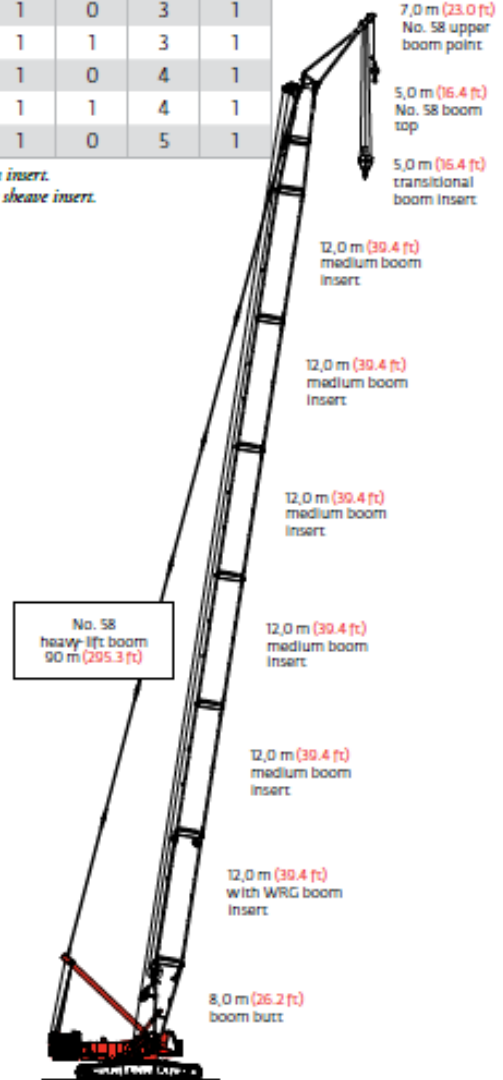 1 0 3 1
1 1 3 1
1 0 4 1
1 1 4 1
1 0 5 1
insert.
sheave insert.
7,0 m (23.0 ft)
No. 58 upper
boom point
5,0 m (16.4 ft)
No. 58 boom
top
5,0 m (16.4 ft)
transitional
boom insert
12,0 m (39.4 ft)
medium boom
insert
12,0 m (39.4 ft)
medium boom
insert
12,0 m (39.4 ft)
medium boom
insert
12,0 m (39.4 ft)
medium boom
insert
12,0 m (39.4 ft)
medium boom
insert
12,0 m (39.4 ft)
with WRG boom
insert
8,0 m (26.2 ft)
boom butt
No. 58
heavy-lift boom
90 m (295.3 ft)